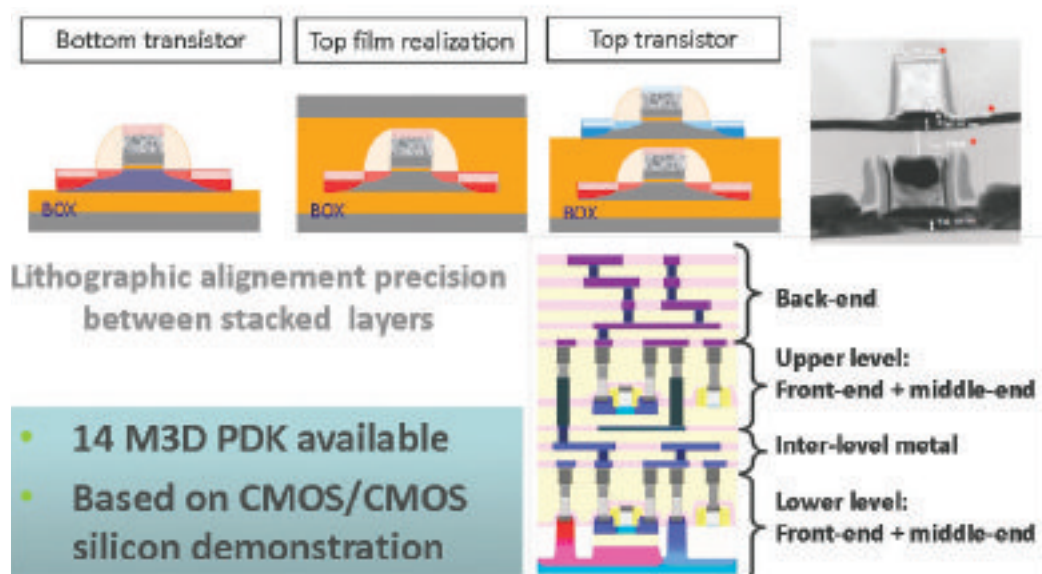 Bottom transistor
Top film realization
Top transistor
BOX
BOX
BOX
Lithographic alignement precision
between stacked layers
Back-end
Upper level:
Front-end + middle-end
Inter-level metal
Lower level:
Front-end + middle-end
• 14 M3D PDK available
• Based on CMOS/CMOS
silicon demonstration